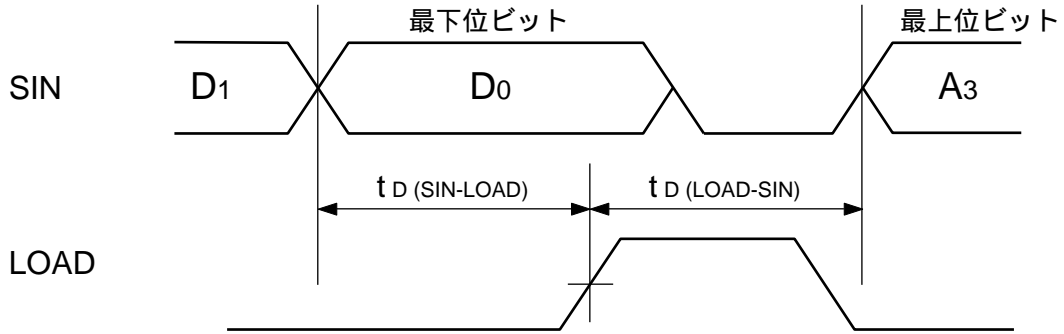 最下位ビット
最上位ビット
SIN
D1
D0
A3
t D (SIN-LOAD)
t D (LOAD-SIN)
LOAD